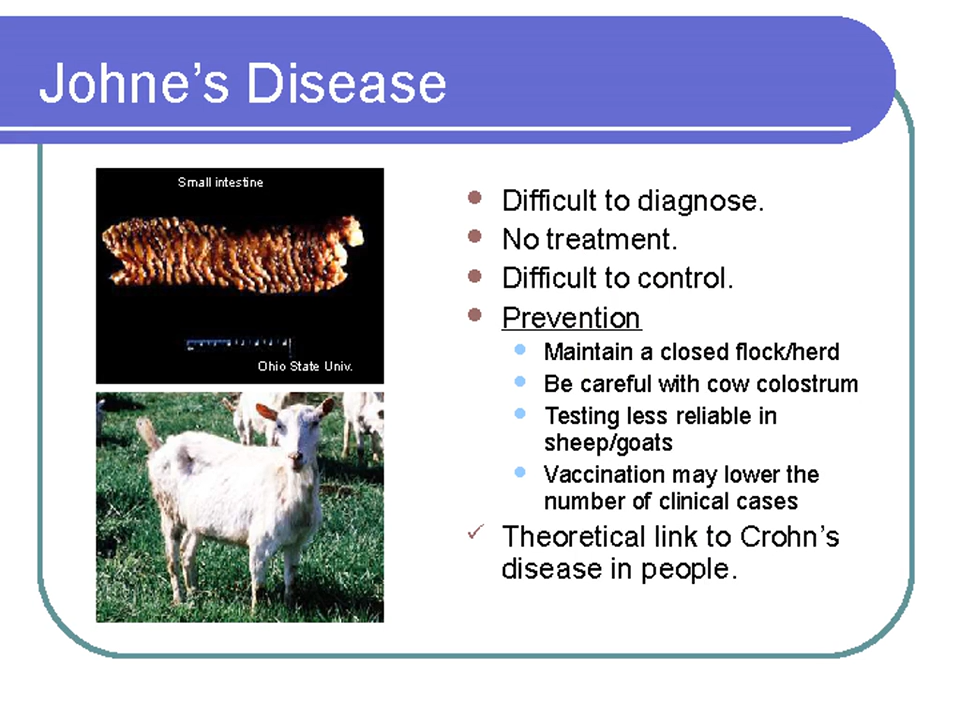 Johne's Disease
Small intestine
Ohio State Univ.
Difficult to diagnose.
No treatment.
Difficult to control.
Prevention
Maintain a closed flock/herd
Be careful with cow colostrum
Testing less reliable in
sheep/goats
Vaccination may lower the
number of clinical cases
Theoretical link to Crohn's
disease in people.